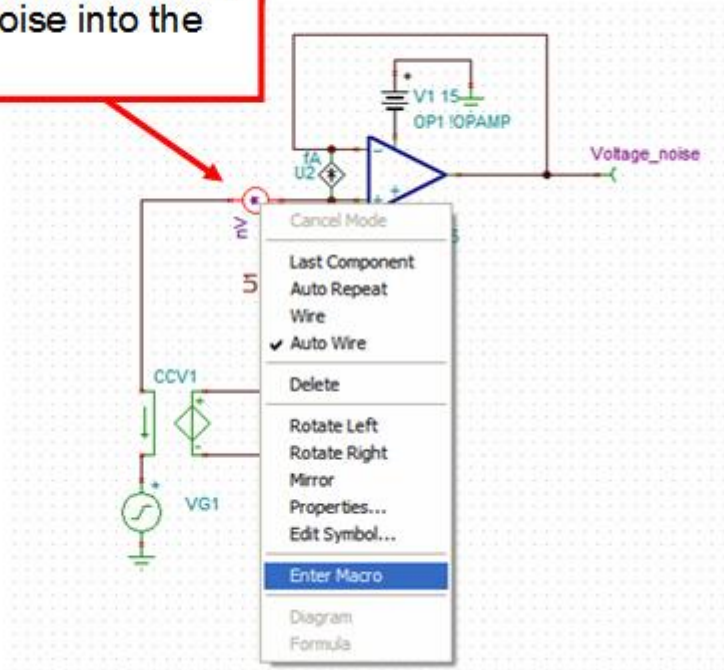 oise into the
V1 15
OP1 !OPAMP
Voltage_noise
fA
U2
nV
Cancel Mode
Last Component
Auto Repeat
Wire
Auto Wire
Delete
Rotate Left
Rotate Right
Mirror
Properties...
Edit Symbol...
Enter Macro
Diagram
Formula
CCV1
VG1